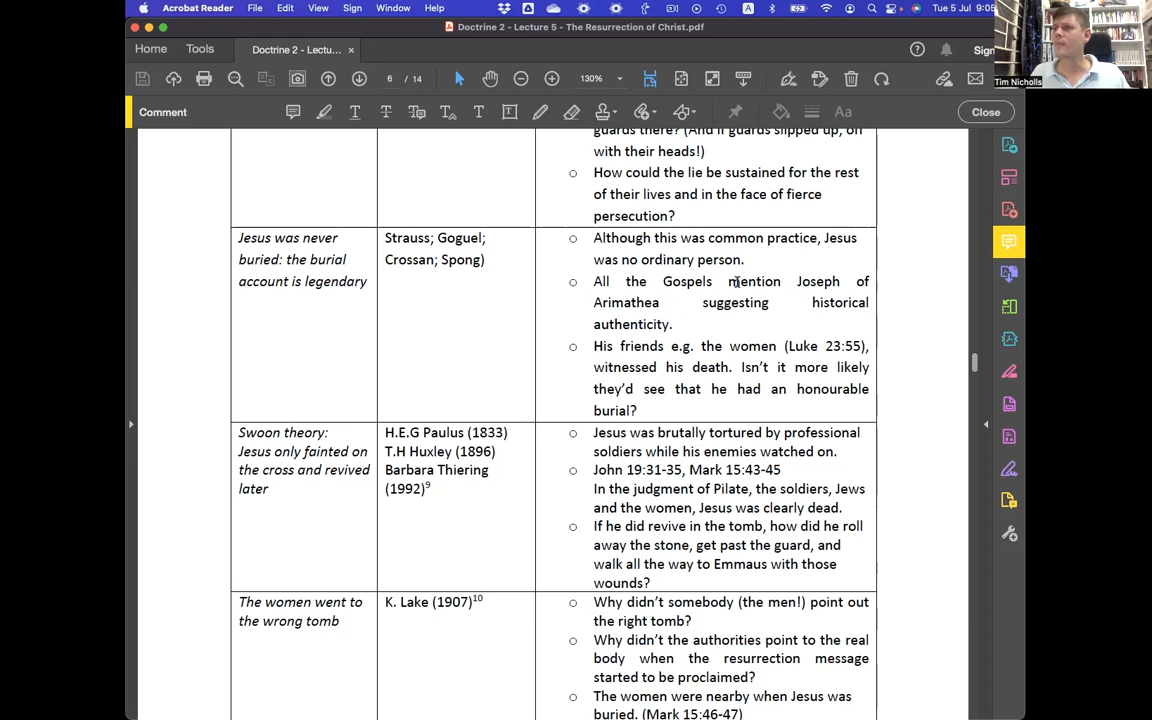 Acrobat Reader File Edit View Sign Window Help Tue 5 Jul 9:05
Doctrine 2 - Lecture 5 - The Resurrection of Christ.pdf
Home Tools Doctrine 2 - Lectu... × Sign
6 / 14 130%
Tim Nicholls
Comment Close
guards there? (And if guards slipped up, off
with their heads!)
How could the lie be sustained for the rest
of their lives and in the face of fierce
persecution?
Jesus was never
buried: the burial
account is legendary
Strauss; Goguel;
Crossan; Spong)
Although this was common practice, Jesus
was no ordinary person.
All the Gospels mention Joseph of
Arimathea suggesting historical
authenticity.
His friends e.g. the women (Luke 23:55),
witnessed his death. Isn't it more likely
they'd see that he had an honourable
burial?
Swoon theory:
Jesus only fainted on
the cross and revived
later
H.E.G Paulus (1833)
T.H Huxley (1896)
Barbara Thiering
(1992)9
Jesus was brutally tortured by professional
soldiers while his enemies watched on.
John 19:31-35, Mark 15:43-45
In the judgment of Pilate, the soldiers, Jews
and the women, Jesus was clearly dead.
If he did revive in the tomb, how did he roll
away the stone, get past the guard, and
walk all the way to Emmaus with those
wounds?
The women went to
the wrong tomb
K. Lake (1907)10
Why didn't somebody (the men!) point out
the right tomb?
Why didn't the authorities point to the real
body when the resurrection message
started to be proclaimed?
The women were nearby when Jesus was
buried. (Mark 15:46-47)